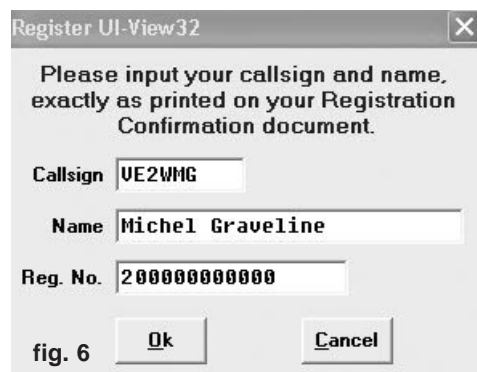 Register UI-View32
Please input your callsign and name,
exactly as printed on your Registration
Confirmation document.
Callsign VE2WMG
Name Michel Graveline
Reg. No. 200000000000
fig. 6 Ok Cancel